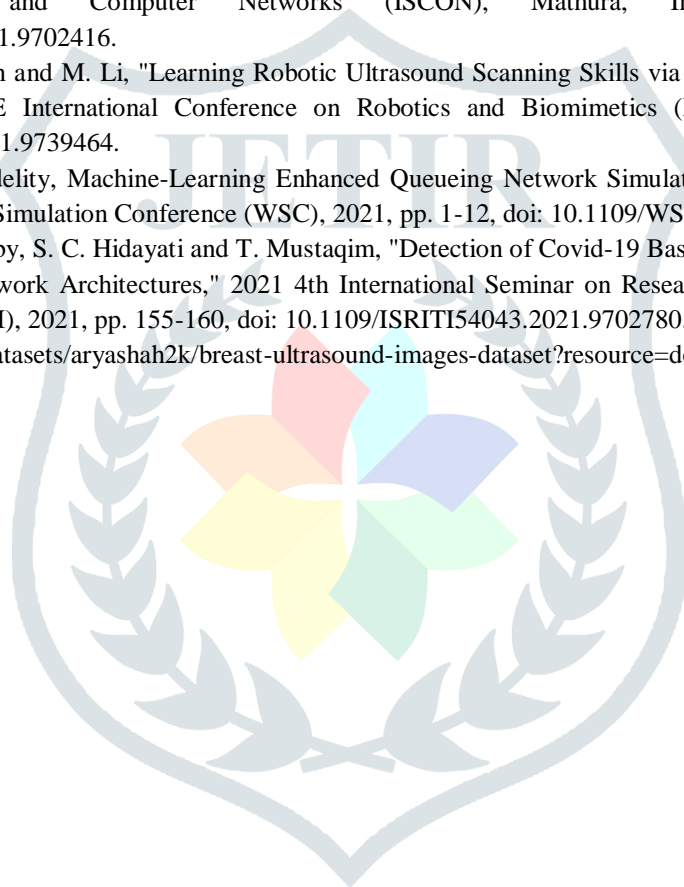 and Computer Networks (ISCON), Mathura, In
1.9702416.
n and M. Li, "Learning Robotic Ultrasound Scanning Skills via
E International Conference on Robotics and Biomimetics (
1.9739464.
delity, Machine-Learning Enhanced Queueing Network Simulat
Simulation Conference (WSC), 2021, pp. 1-12, doi: 10.1109/WS
by, S. C. Hidayati and T. Mustaqim, "Detection of Covid-19 Bas
work Architectures," 2021 4th International Seminar on Resea
I), 2021, pp. 155-160, doi: 10.1109/ISRITI54043.2021.9702780.
atasets/aryashah2k/breast-ultrasound-images-dataset?resource=d
JETIR